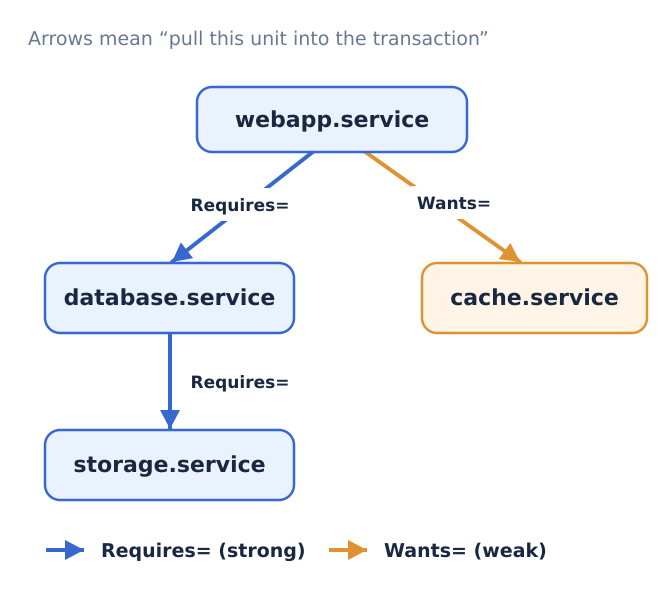 Arrows mean “pull this unit into the transaction”
webapp.service
Requires=
Wants=
database.service
cache.service
Requires=
storage.service
Requires= (strong)
Wants= (weak)